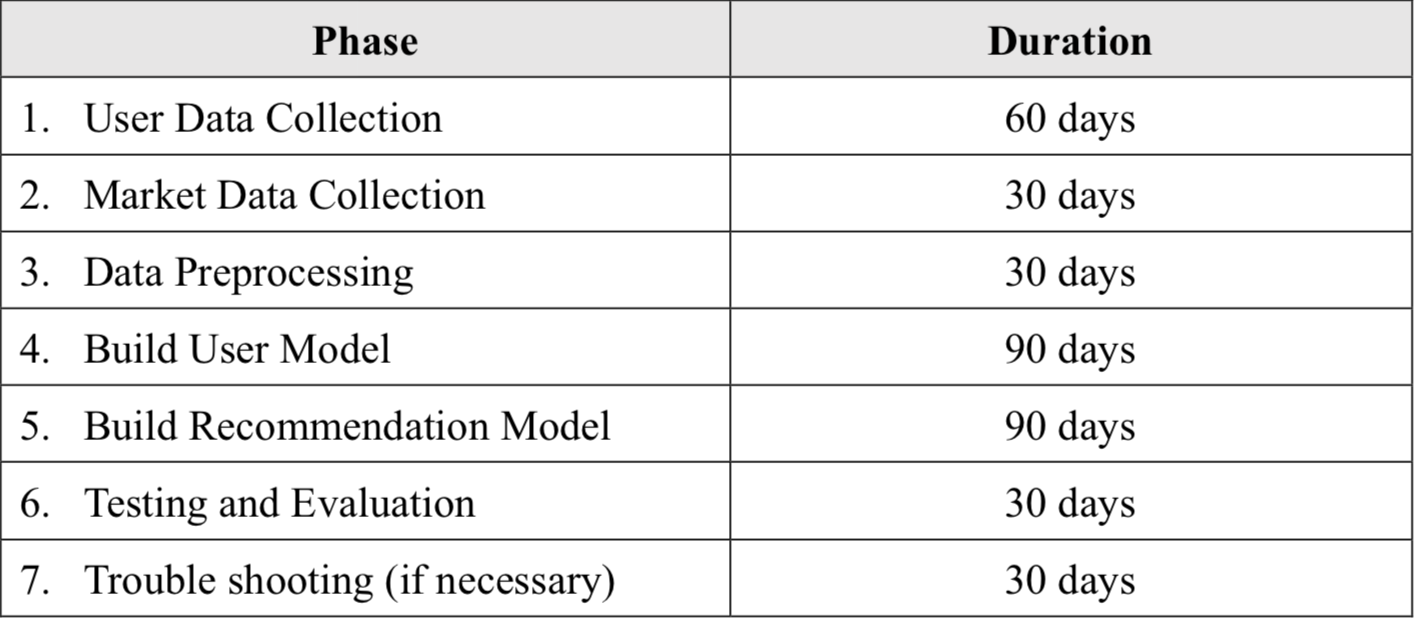 Phase Duration
1. User Data Collection 60 days
2. Market Data Collection 30 days
3. Data Preprocessing 30 days
4. Build User Model 90 days
5. Build Recommendation Model 90 days
6. Testing and Evaluation 30 days
7. Trouble shooting (if necessary) 30 days